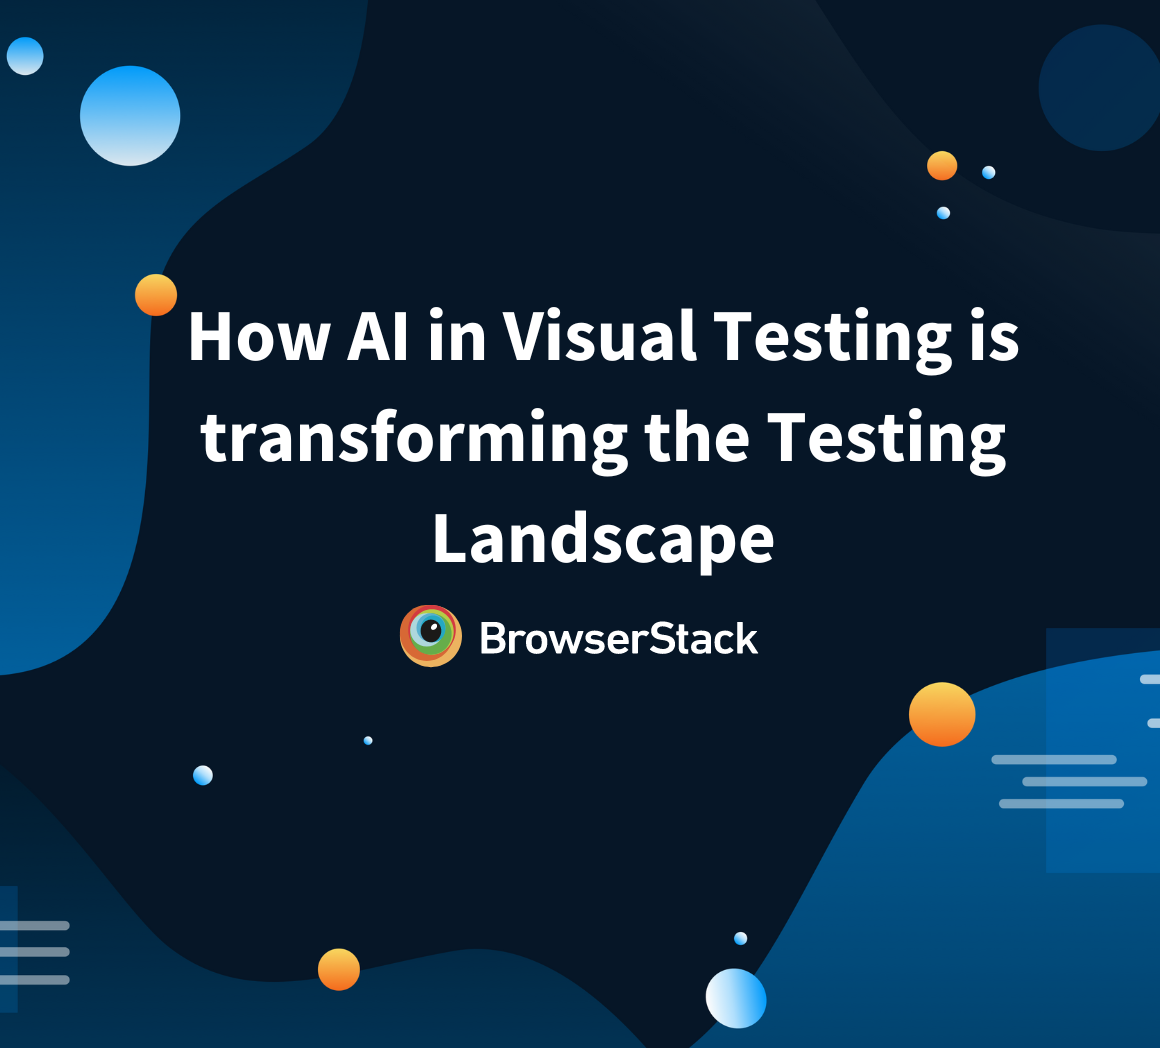 How AI in Visual Testing is
transforming the Testing
Landscape
BrowserStack